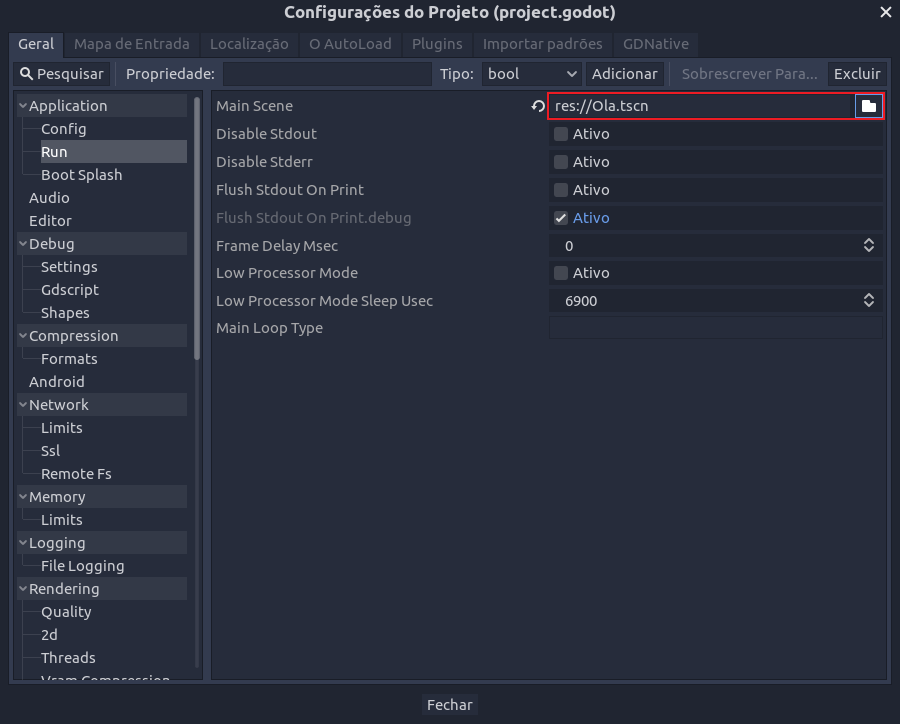 Configurações do Projeto (project.godot)
Geral Mapa de Entrada Localização O AutoLoad Plugins Importar padrões GDNative
Pesquisar Propriedade: Tipo: bool Adicionar Sobrescrever Para... Excluir
Application
Config
Run
Boot Splash
Audio
Editor
Debug
Settings
Gdscript
Shapes
Compression
Formats
Android
Network
Limits
Ssl
Remote Fs
Memory
Limits
Logging
File Logging
Rendering
Quality
2d
Threads
Vram Compression
Main Scene res://Ola.tscn
Disable Stdout Ativo
Disable Stderr Ativo
Flush Stdout On Print Ativo
Flush Stdout On Print.debug Ativo
Frame Delay Msec 0
Low Processor Mode Ativo
Low Processor Mode Sleep Usec 6900
Main Loop Type
Fechar